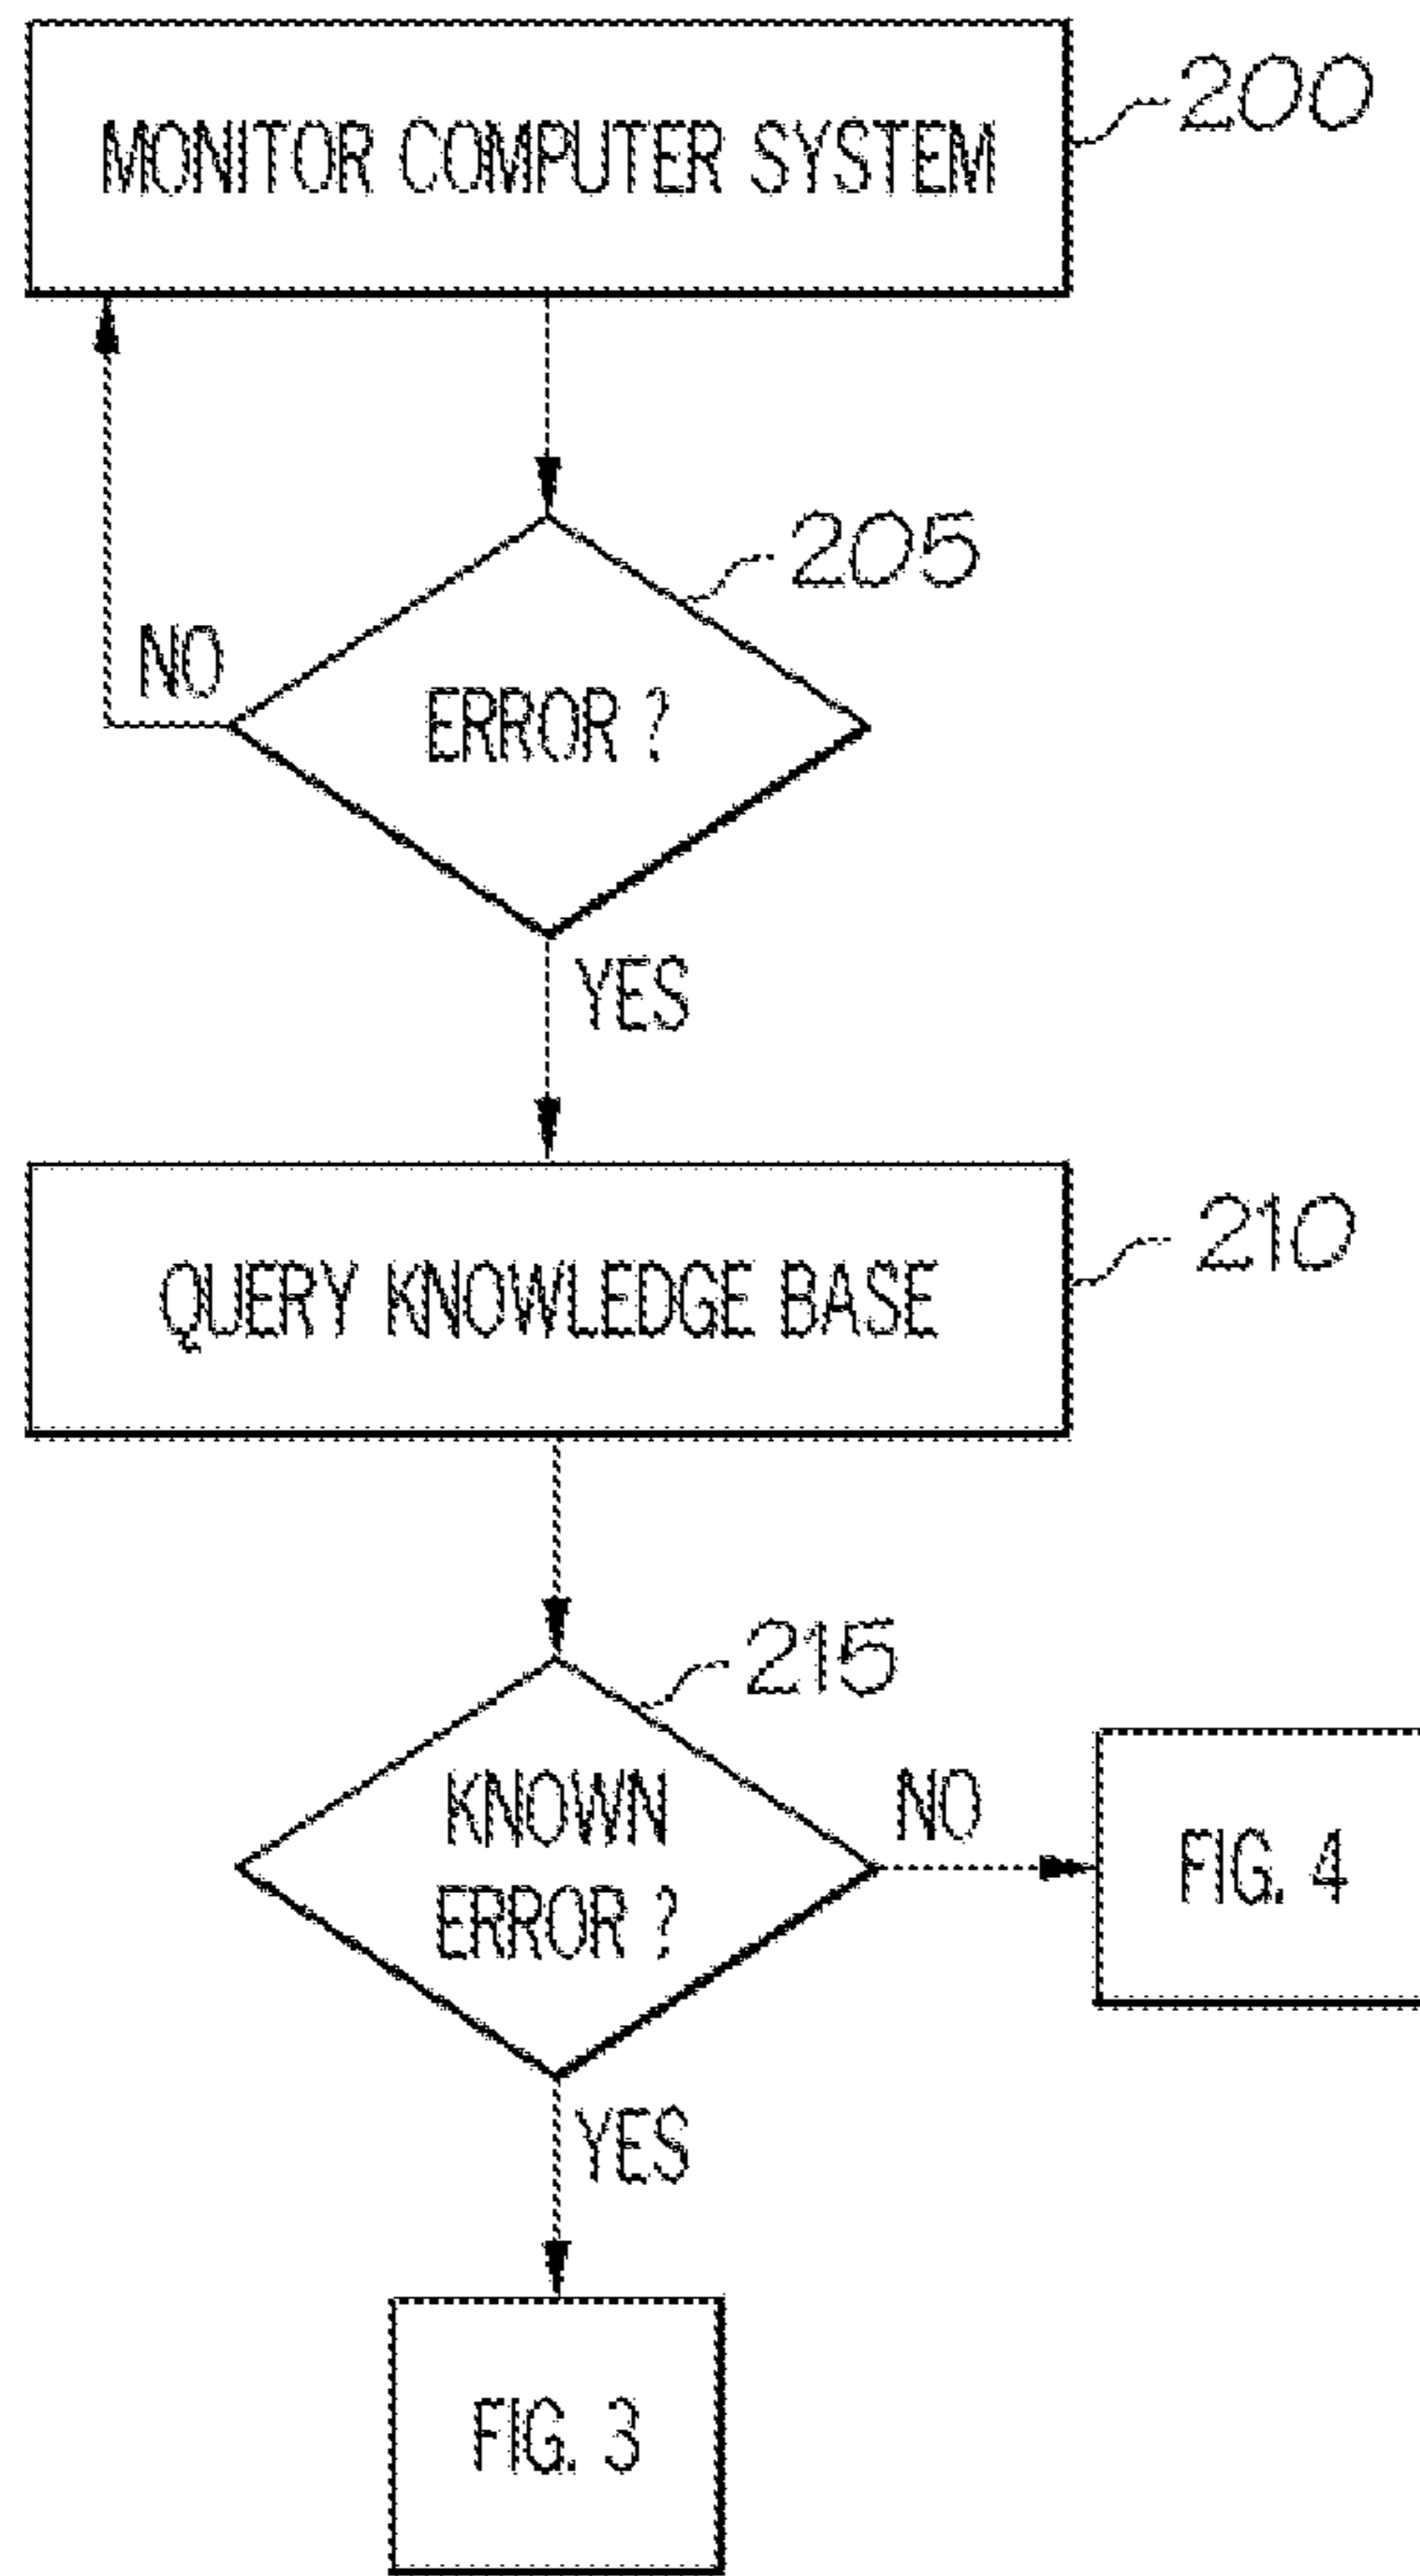 MONITOR COMPUTER SYSTEM
200
205
NO
ERROR ?
YES
210
QUERY KNOWLEDGE BASE
215
KNOWN
ERROR ?
NO
FIG. 4
YES
FIG. 3